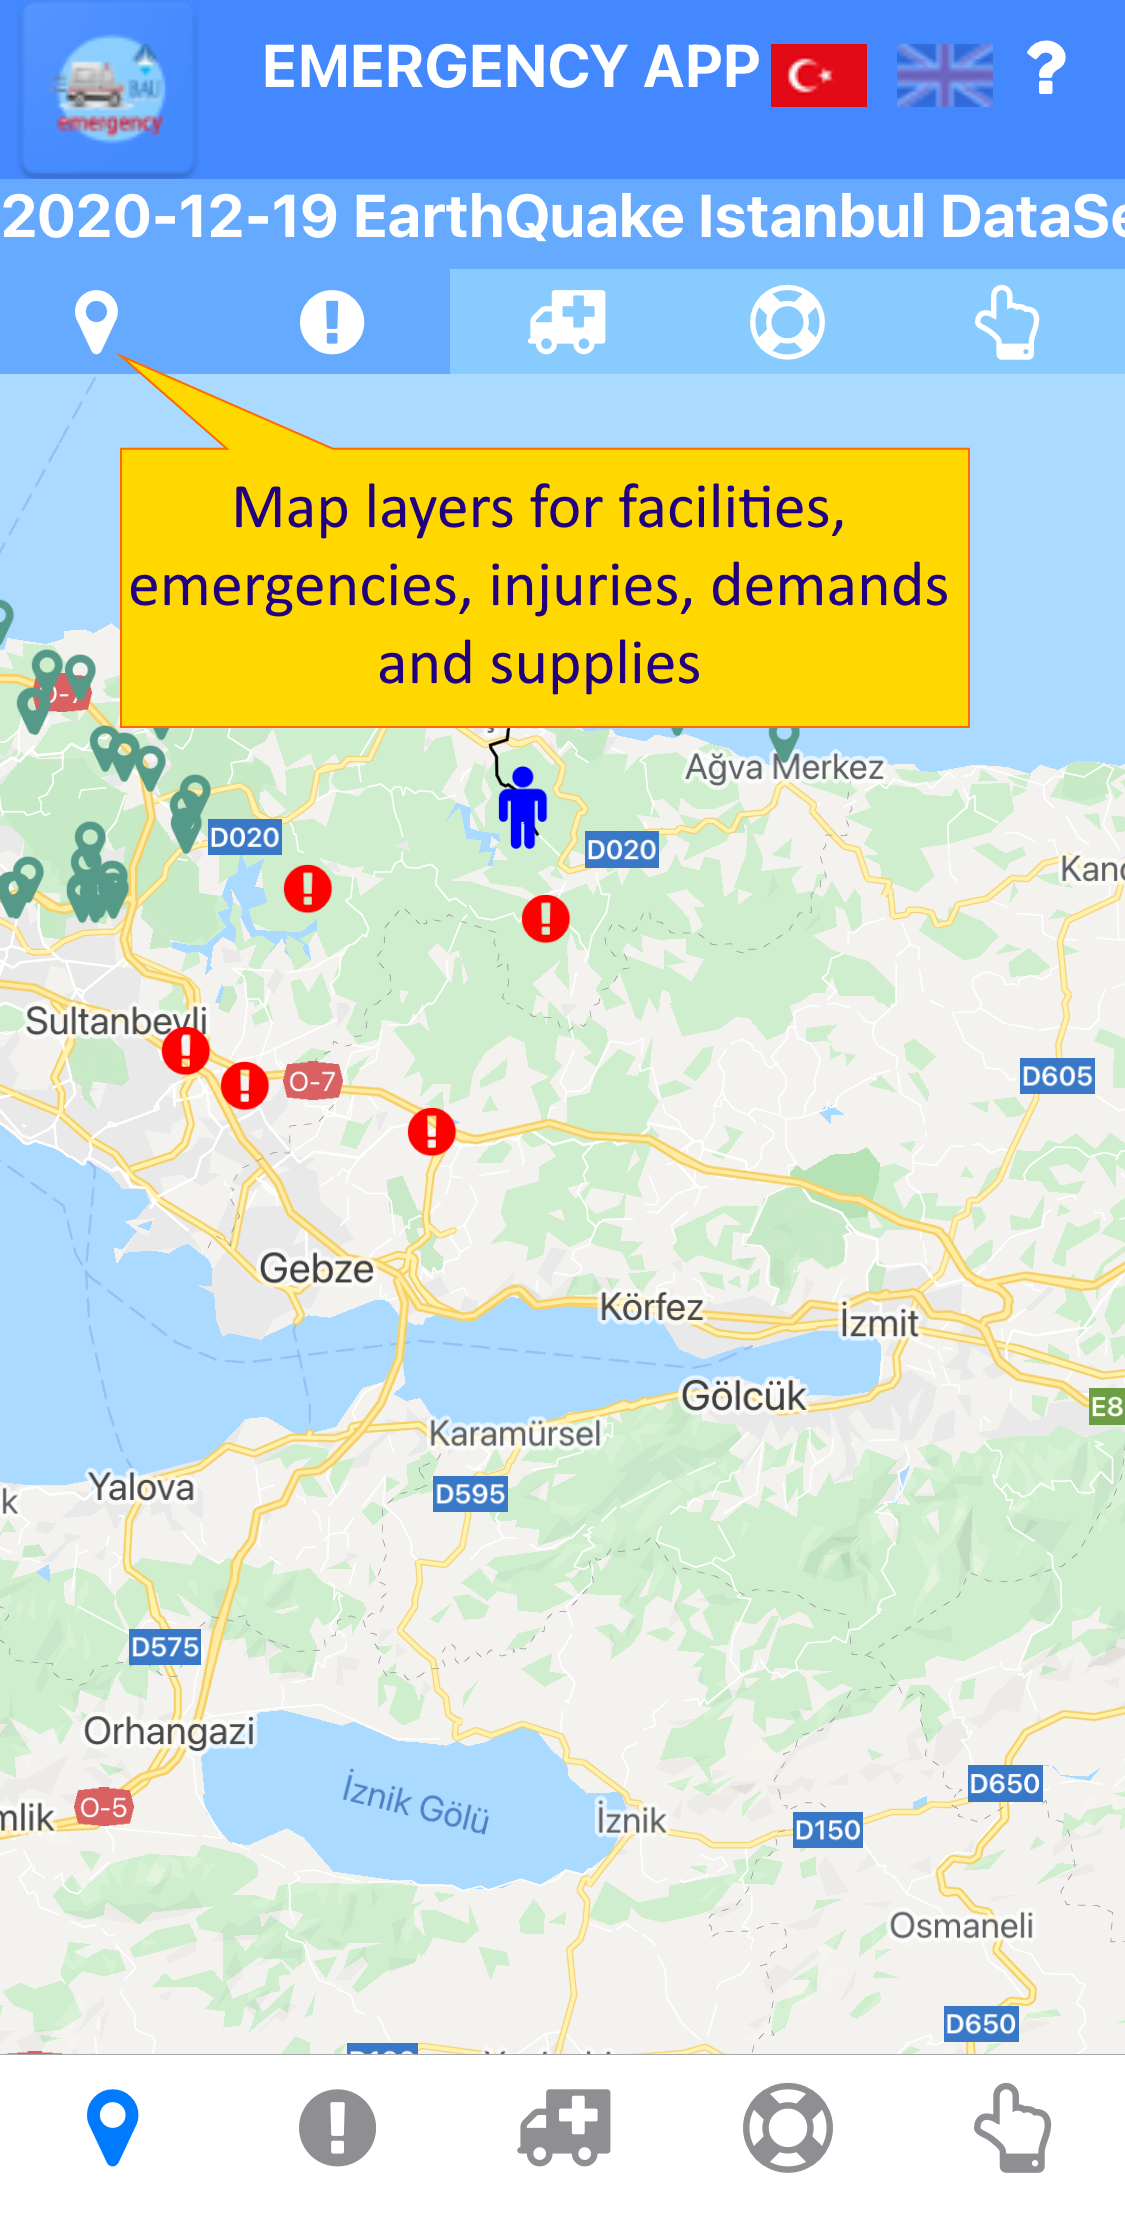 EMERGENCY APP
?
BAU
emergency
2020-12-19 EarthQuake Istanbul DataSe
Map layers for facilities,
emergencies, injuries, demands
and supplies
Ağva Merkez
D020
D020
Kand
Sultanbeyli
O-7
D605
Gebze
Körfez
İzmit
Gölcük
E8
Karamürsel
Yalova
D595
k
D575
Orhangazi
İznik Gölü
D650
O-5
mlik
İznik
D150
Osmaneli
D650